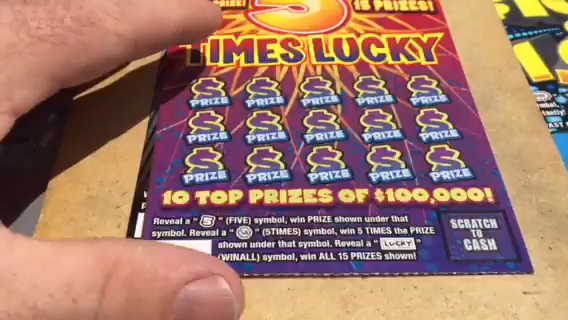 PRIZE!
5
15 PRIZES!
TIMES LUCKY
$ $ $ $ $
PRIZE PRIZE PRIZE PRIZE PRIZE
$ $ $ $ $
PRIZE PRIZE PRIZE PRIZE PRIZE
$ $ $ $ $
PRIZE PRIZE PRIZE PRIZE PRIZE
10 TOP PRIZES OF $100,000!
Reveal a "5" (FIVE) symbol, win PRIZE shown under that
symbol. Reveal a " " (5TIMES) symbol, win 5 TIMES the PRIZE
shown under that symbol. Reveal a "LUCKY"
(WINALL) symbol, win ALL 15 PRIZES shown!
SCRATCH
TO
CASH